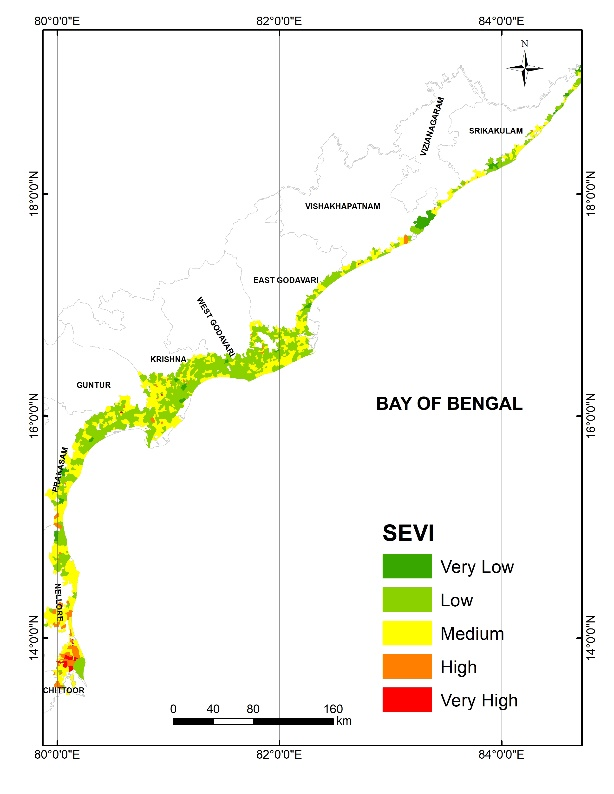 80°0'0"E 82°0'0"E 84°0'0"E
N
VIZIANAGARAM
SRIKAKULAM
18°0'0"N 18°0'0"N
VISHAKHAPATNAM
EAST GODAVARI
WEST GODAVARI
KRISHNA
GUNTUR
BAY OF BENGAL
16°0'0"N 16°0'0"N
PRAKASAM
SEVI
Very Low
Low
Medium
High
Very High
NELLORE
14°0'0"N 14°0'0"N
CHITTOOR
0 40 80 160
km
80°0'0"E 82°0'0"E 84°0'0"E